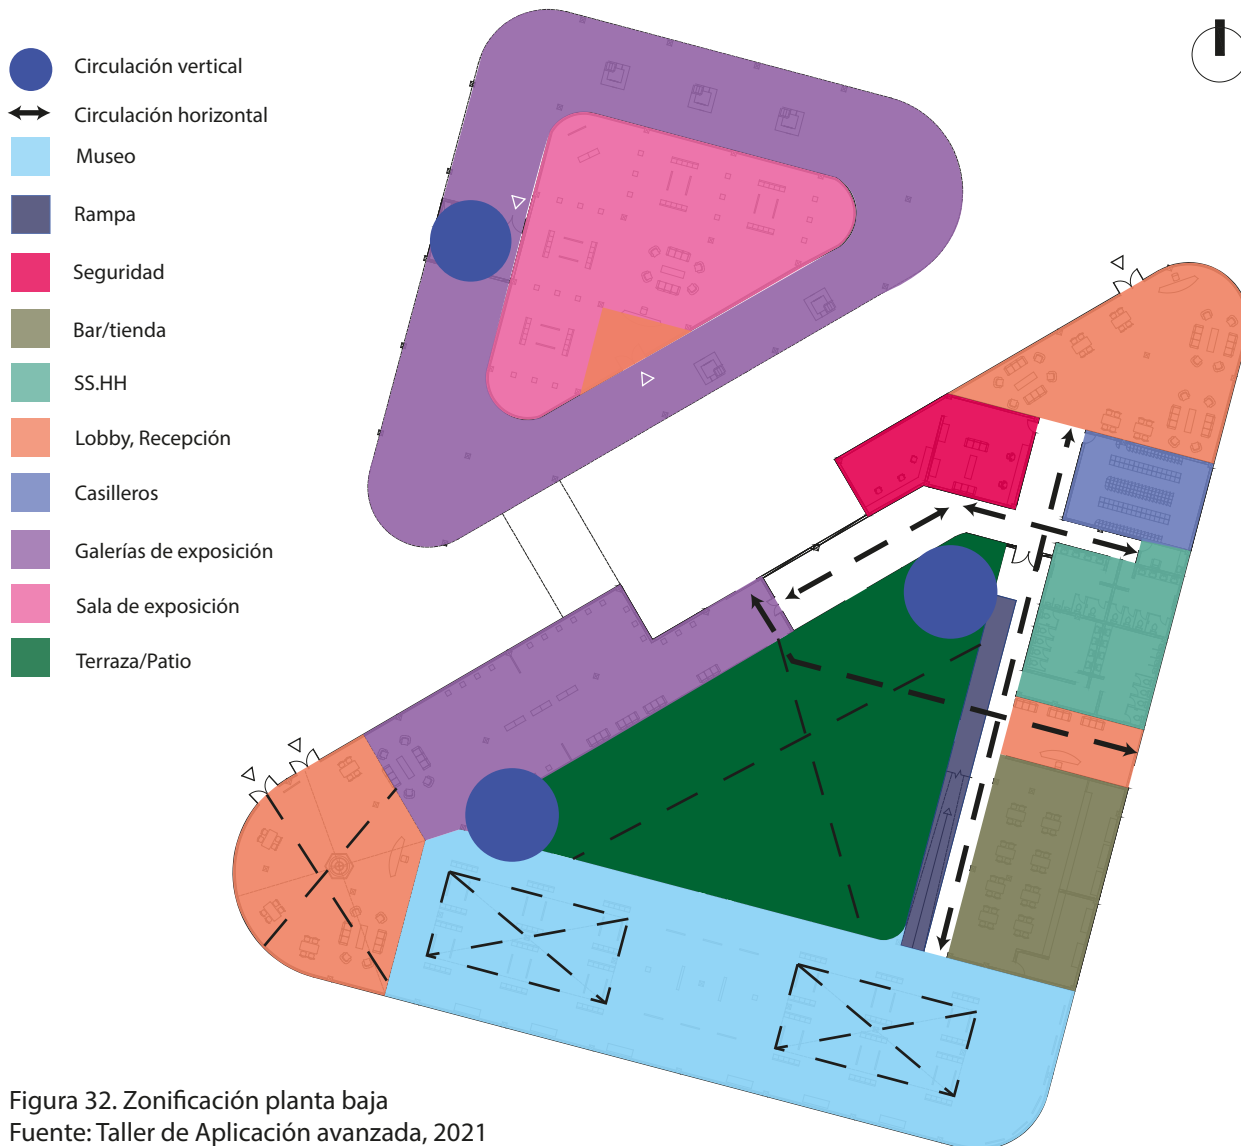 Circulación vertical
Circulación horizontal
Museo
Rampa
Seguridad
Bar/tienda
SS.HH
Lobby, Recepción
Casilleros
Galerías de exposición
Sala de exposición
Terraza/Patio
Figura 32. Zonificación planta baja
Fuente: Taller de Aplicación avanzada, 2021